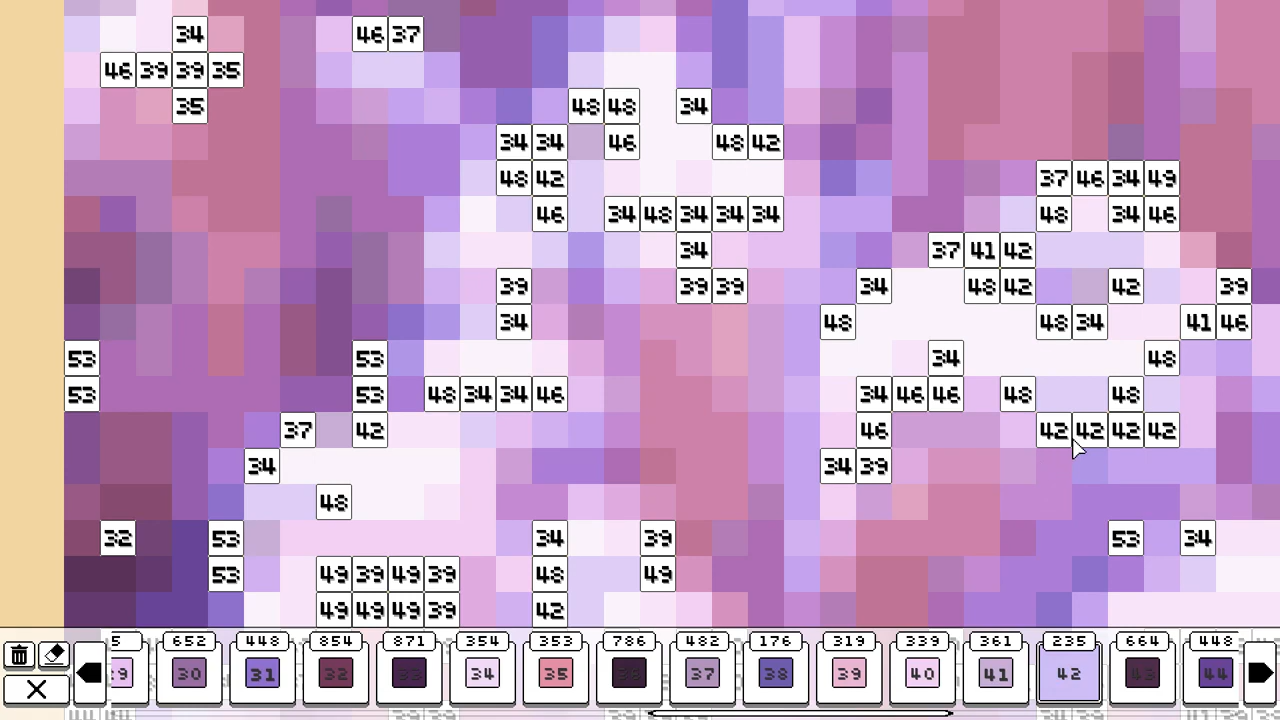 34 46 37
46 39 39 35
35 48 48 34
34 34 46 48 42
48 42 37 46 34 49
46 34 48 34 34 34 48 34 46
34 37 41 42
39 39 39 34 48 42 42 39
34 48 48 34 41 46
53 53 34 48
53 53 48 34 34 46 34 46 46 48 48
37 42 46 42 42 42 42
34 34 39
48
32 53 34 39 53 34
53 49 39 49 39 48 49
49 49 49 39 42
5 652 448 854 871 354 353 786 482 176 319 339 361 235 664 448
9 30 31 32 33 34 35 36 37 38 39 40 41 42 43 44